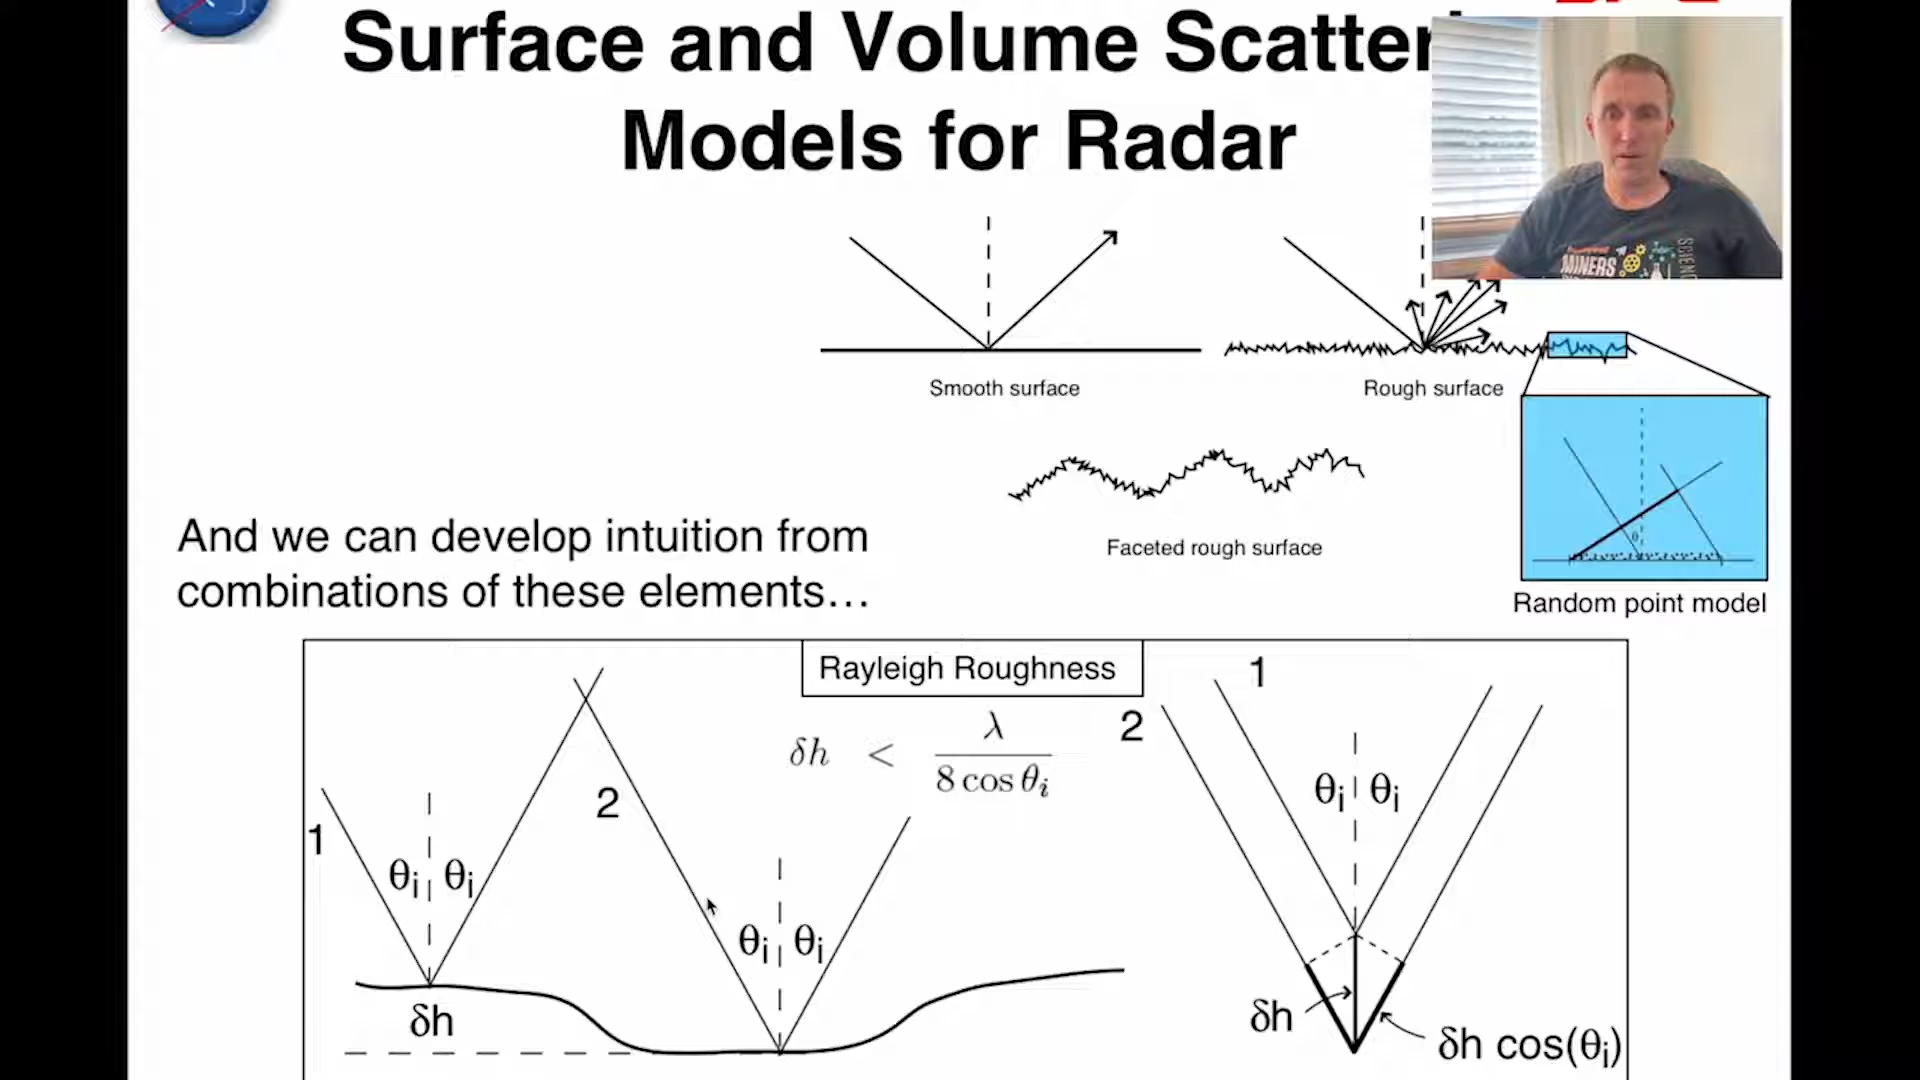 Surface and Volume Scatter
Models for Radar
MINERS
Smooth surface
Rough surface
Faceted rough surface
θ
Random point model
And we can develop intuition from
combinations of these elements…
Rayleigh Roughness
δh < λ / 8 cos θi
1
2
θi θi
θi θi
δh
1
2
θi θi
δh
δh cos(θi)